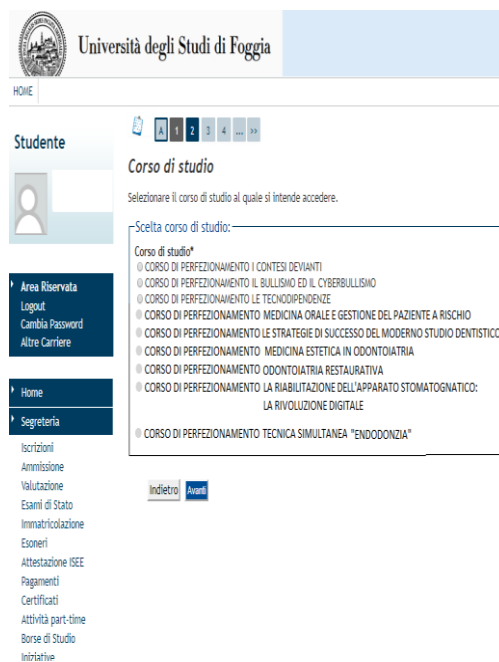 Università degli Studi di Foggia
HOME
Studente
A 1 2 3 4 ... >>
Corso di studio
Selezionare il corso di studio al quale si intende accedere.
Scelta corso di studio:
Corso di studio*
CORSO DI PERFEZIONAMENTO I CONTESI DEVIANTI
CORSO DI PERFEZIONAMENTO IL BULLISMO ED IL CYBERBULLISMO
CORSO DI PERFEZIONAMENTO LE TECNODIPENDENZE
CORSO DI PERFEZIONAMENTO MEDICINA ORALE E GESTIONE DEL PAZIENTE A RISCHIO
CORSO DI PERFEZIONAMENTO LE STRATEGIE DI SUCCESSO DEL MODERNO STUDIO DENTISTICO
CORSO DI PERFEZIONAMENTO MEDICINA ESTETICA IN ODONTOIATRIA
CORSO DI PERFEZIONAMENTO ODONTOIATRIA RESTAURATIVA
CORSO DI PERFEZIONAMENTO LA RIABILITAZIONE DELL'APPARATO STOMATOGNATICO:
LA RIVOLUZIONE DIGITALE
CORSO DI PERFEZIONAMENTO TECNICA SIMULTANEA "ENDODONZIA"
Indietro Avanti
Area Riservata
Logout
Cambia Password
Altre Carriere
Home
Segreteria
Iscrizioni
Ammissione
Valutazione
Esami di Stato
Immatricolazione
Esoneri
Attestazione ISEE
Pagamenti
Certificati
Attività part-time
Borse di Studio
Iniziative